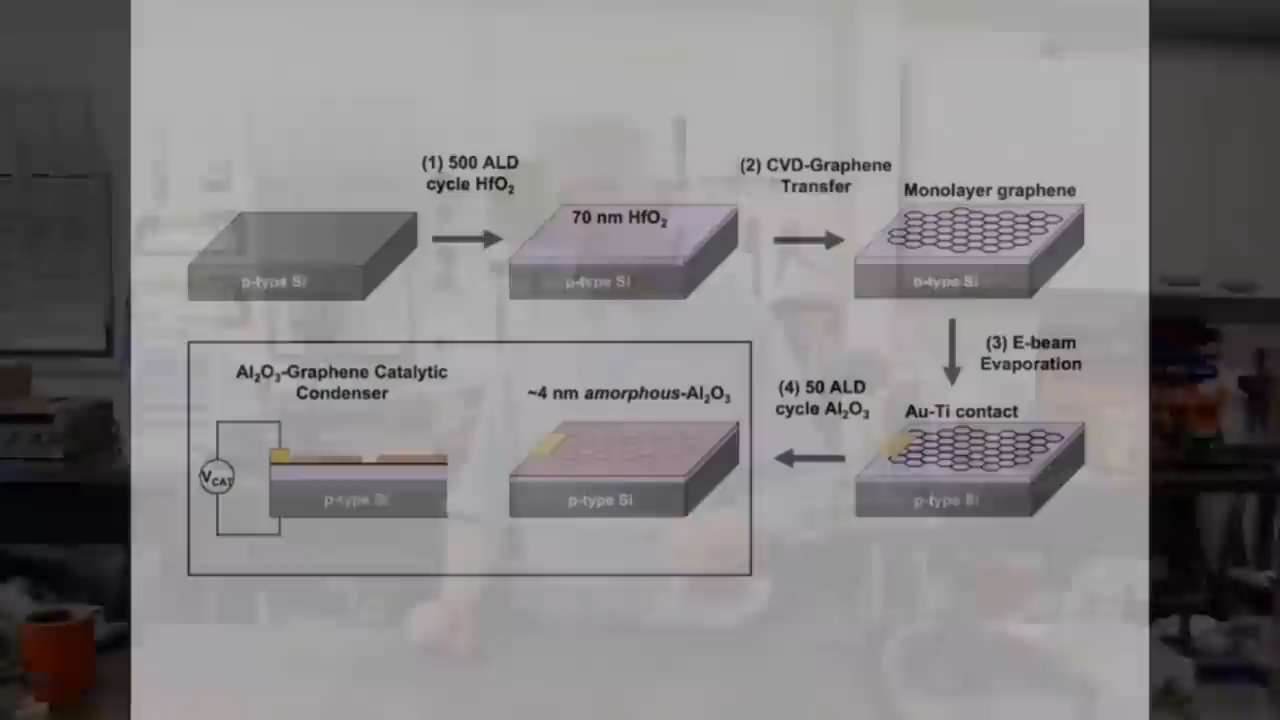 (1) 500 ALD
cycle HfO₂
(2) CVD-Graphene
Transfer
Monolayer graphene
70 nm HfO₂
p-type Si
p-type Si
p-type Si
(3) E-beam
Evaporation
Al₂O₃-Graphene Catalytic
Condenser
~4 nm amorphous-Al₂O₃
(4) 50 ALD
cycle Al₂O₃
Au-Ti contact
V_CAT
p-type Si
p-type Si
p-type Si